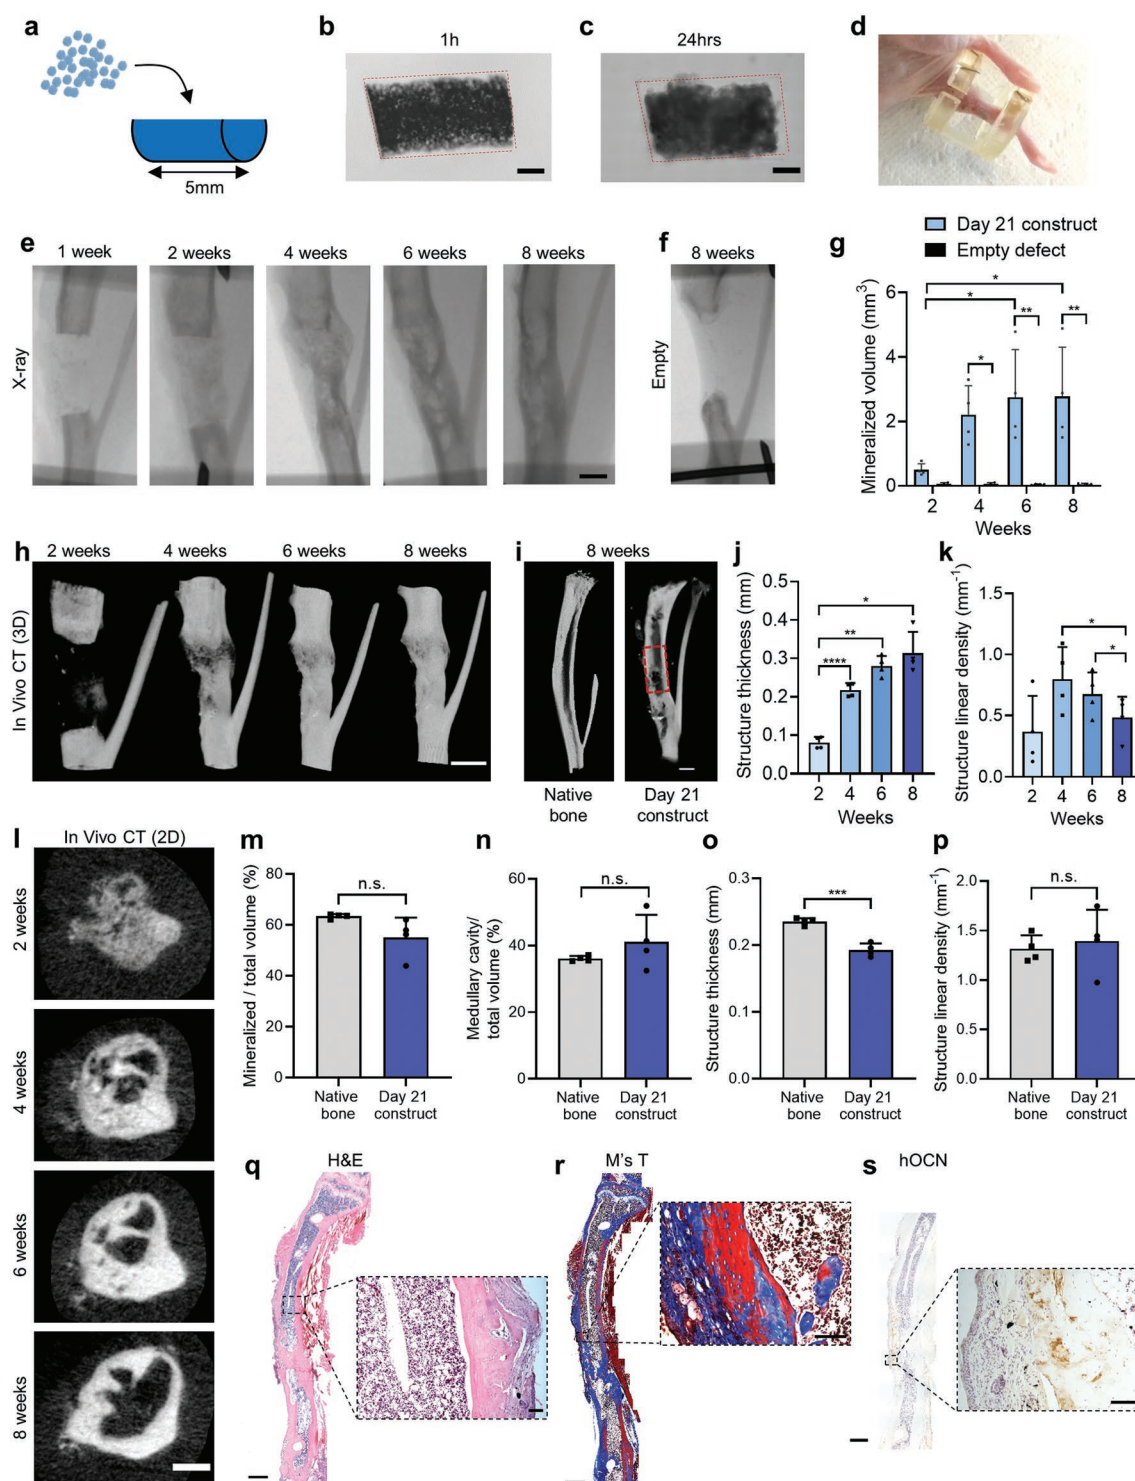 a
5mm
b
1h
c
24hrs
d
e
1 week
2 weeks
4 weeks
6 weeks
8 weeks
X-ray
f
8 weeks
Empty
g
Day 21 construct
Empty defect
Mineralized volume (mm³)
6
4
2
0
*
*
*
**
**
2 4 6 8
Weeks
h
2 weeks
4 weeks
6 weeks
8 weeks
In Vivo CT (3D)
i
8 weeks
Native
bone
Day 21
construct
j
Structure thickness (mm)
0.5
0.4
0.3
0.2
0.1
0.0
*
**
****
2 4 6 8
Weeks
k
Structure linear density (mm⁻¹)
1.5
1.0
0.5
0.0
*
*
2 4 6 8
Weeks
l
In Vivo CT (2D)
2 weeks
4 weeks
6 weeks
8 weeks
m
Mineralized / total volume (%)
80
60
40
20
0
n.s.
Native
bone
Day 21
construct
n
Medullary cavity/
total volume (%)
60
40
20
0
n.s.
Native
bone
Day 21
construct
o
Structure thickness (mm)
0.3
0.2
0.1
0.0
***
Native
bone
Day 21
construct
p
Structure linear density (mm⁻¹)
2.0
1.5
1.0
0.5
0.0
n.s.
Native
bone
Day 21
construct
q
H&E
r
M's T
s
hOCN